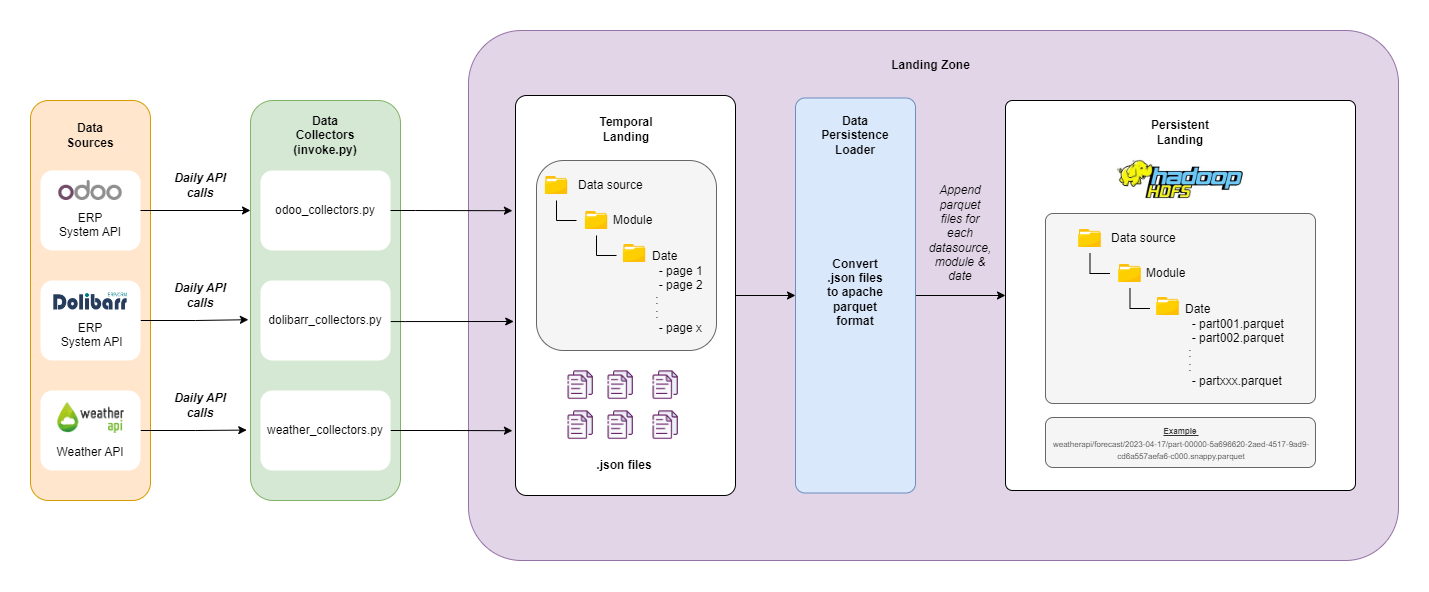 Landing Zone
Data
Sources
odoo
ERP
System API
Dolibarr
ERP/CRM
ERP
System API
weather
api
Weather API
Daily API
calls
Daily API
calls
Daily API
calls
Data
Collectors
(invoke.py)
odoo_collectors.py
dolibarr_collectors.py
weather_collectors.py
Temporal
Landing
Data source
Module
Date
- page 1
- page 2
:
:
:
- page x
.json files
Data
Persistence
Loader
Convert
.json files
to apache
parquet
format
Append
parquet
files for
each
datasource,
module &
date
Persistent
Landing
hadoop
HDFS
Data source
Module
Date
- part001.parquet
- part002.parquet
:
:
- partxxx.parquet
Example
weatherapi/forecast/2023-04-17/part-00000-5a696620-2aed-4517-9ad9-
cd6a557aefa6-c000.snappy.parquet